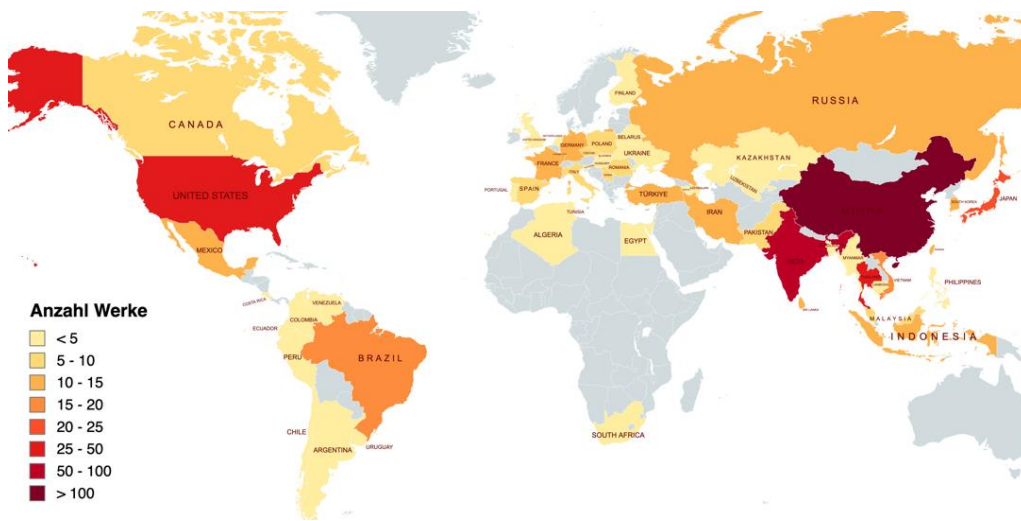 CANADA
UNITED STATES
MEXICO
COSTA RICA
VENEZUELA
COLOMBIA
ECUADOR
PERU
BRAZIL
CHILE
ARGENTINA
URUGUAY
FINLAND
RUSSIA
BELARUS
POLAND
GERMANY
UKRAINE
FRANCE
ROMANIA
ITALY
SPAIN
PORTUGAL
TÜRKIYE
KAZAKHSTAN
UZBEKISTAN
TUNISIA
ALGERIA
EGYPT
IRAN
PAKISTAN
SOUTH KOREA
JAPAN
MYANMAR
VIETNAM
PHILIPPINES
SRI LANKA
MALAYSIA
INDONESIA
SOUTH AFRICA
Anzahl Werke
< 5
5 - 10
10 - 15
15 - 20
20 - 25
25 - 50
50 - 100
> 100